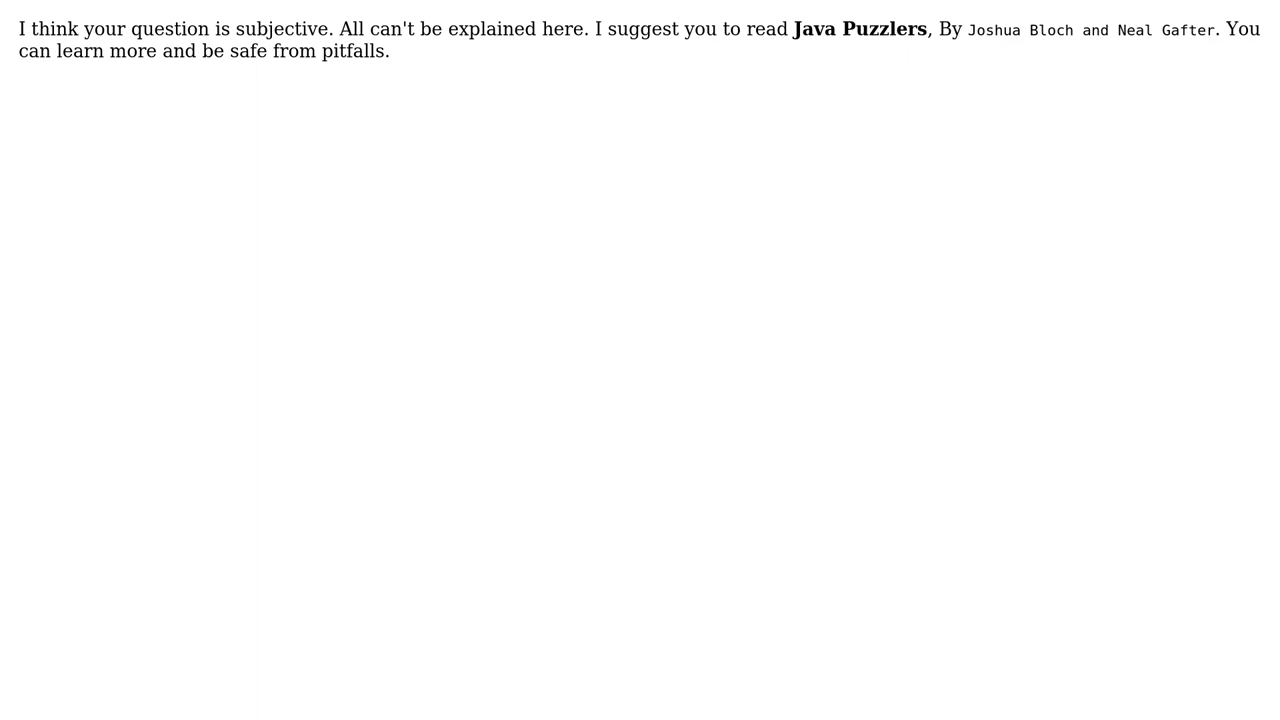 I think your question is subjective. All can't be explained here. I suggest you to read Java Puzzlers, By Joshua Bloch and Neal Gafter. You
can learn more and be safe from pitfalls.